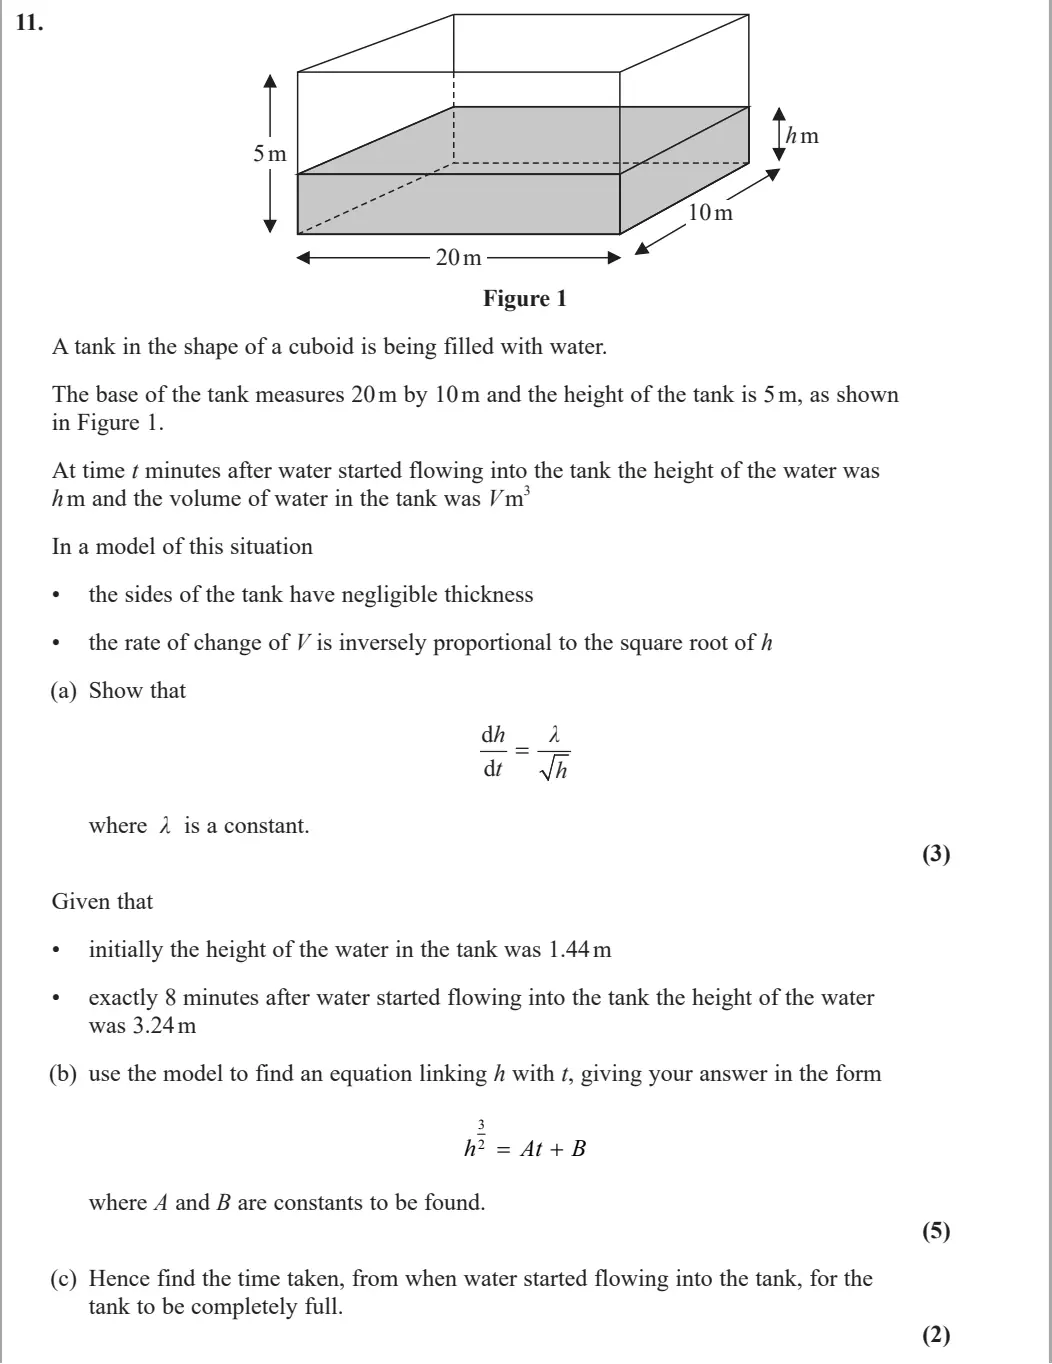 11.
5 m
h m
10 m
20 m
Figure 1
A tank in the shape of a cuboid is being filled with water.
The base of the tank measures 20 m by 10 m and the height of the tank is 5 m, as shown
in Figure 1.
At time t minutes after water started flowing into the tank the height of the water was
h m and the volume of water in the tank was V m³
In a model of this situation
• the sides of the tank have negligible thickness
• the rate of change of V is inversely proportional to the square root of h
(a) Show that
dh/dt = λ/√h
where λ is a constant.
(3)
Given that
• initially the height of the water in the tank was 1.44 m
• exactly 8 minutes after water started flowing into the tank the height of the water
was 3.24 m
(b) use the model to find an equation linking h with t, giving your answer in the form
h^(3/2) = At + B
where A and B are constants to be found.
(5)
(c) Hence find the time taken, from when water started flowing into the tank, for the
tank to be completely full.
(2)